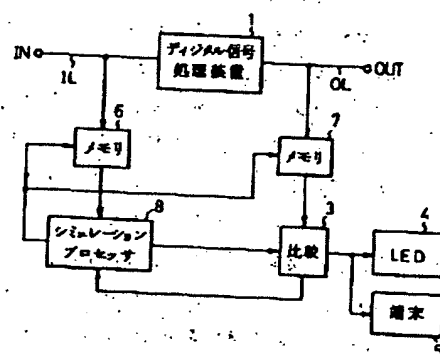 1
ディジタル信号
処理装置
IN
IL
OL
OUT
6
メモリ
7
メモリ
8
シミュレーション
プロセッサ
3
比較
4
LED
端末
5